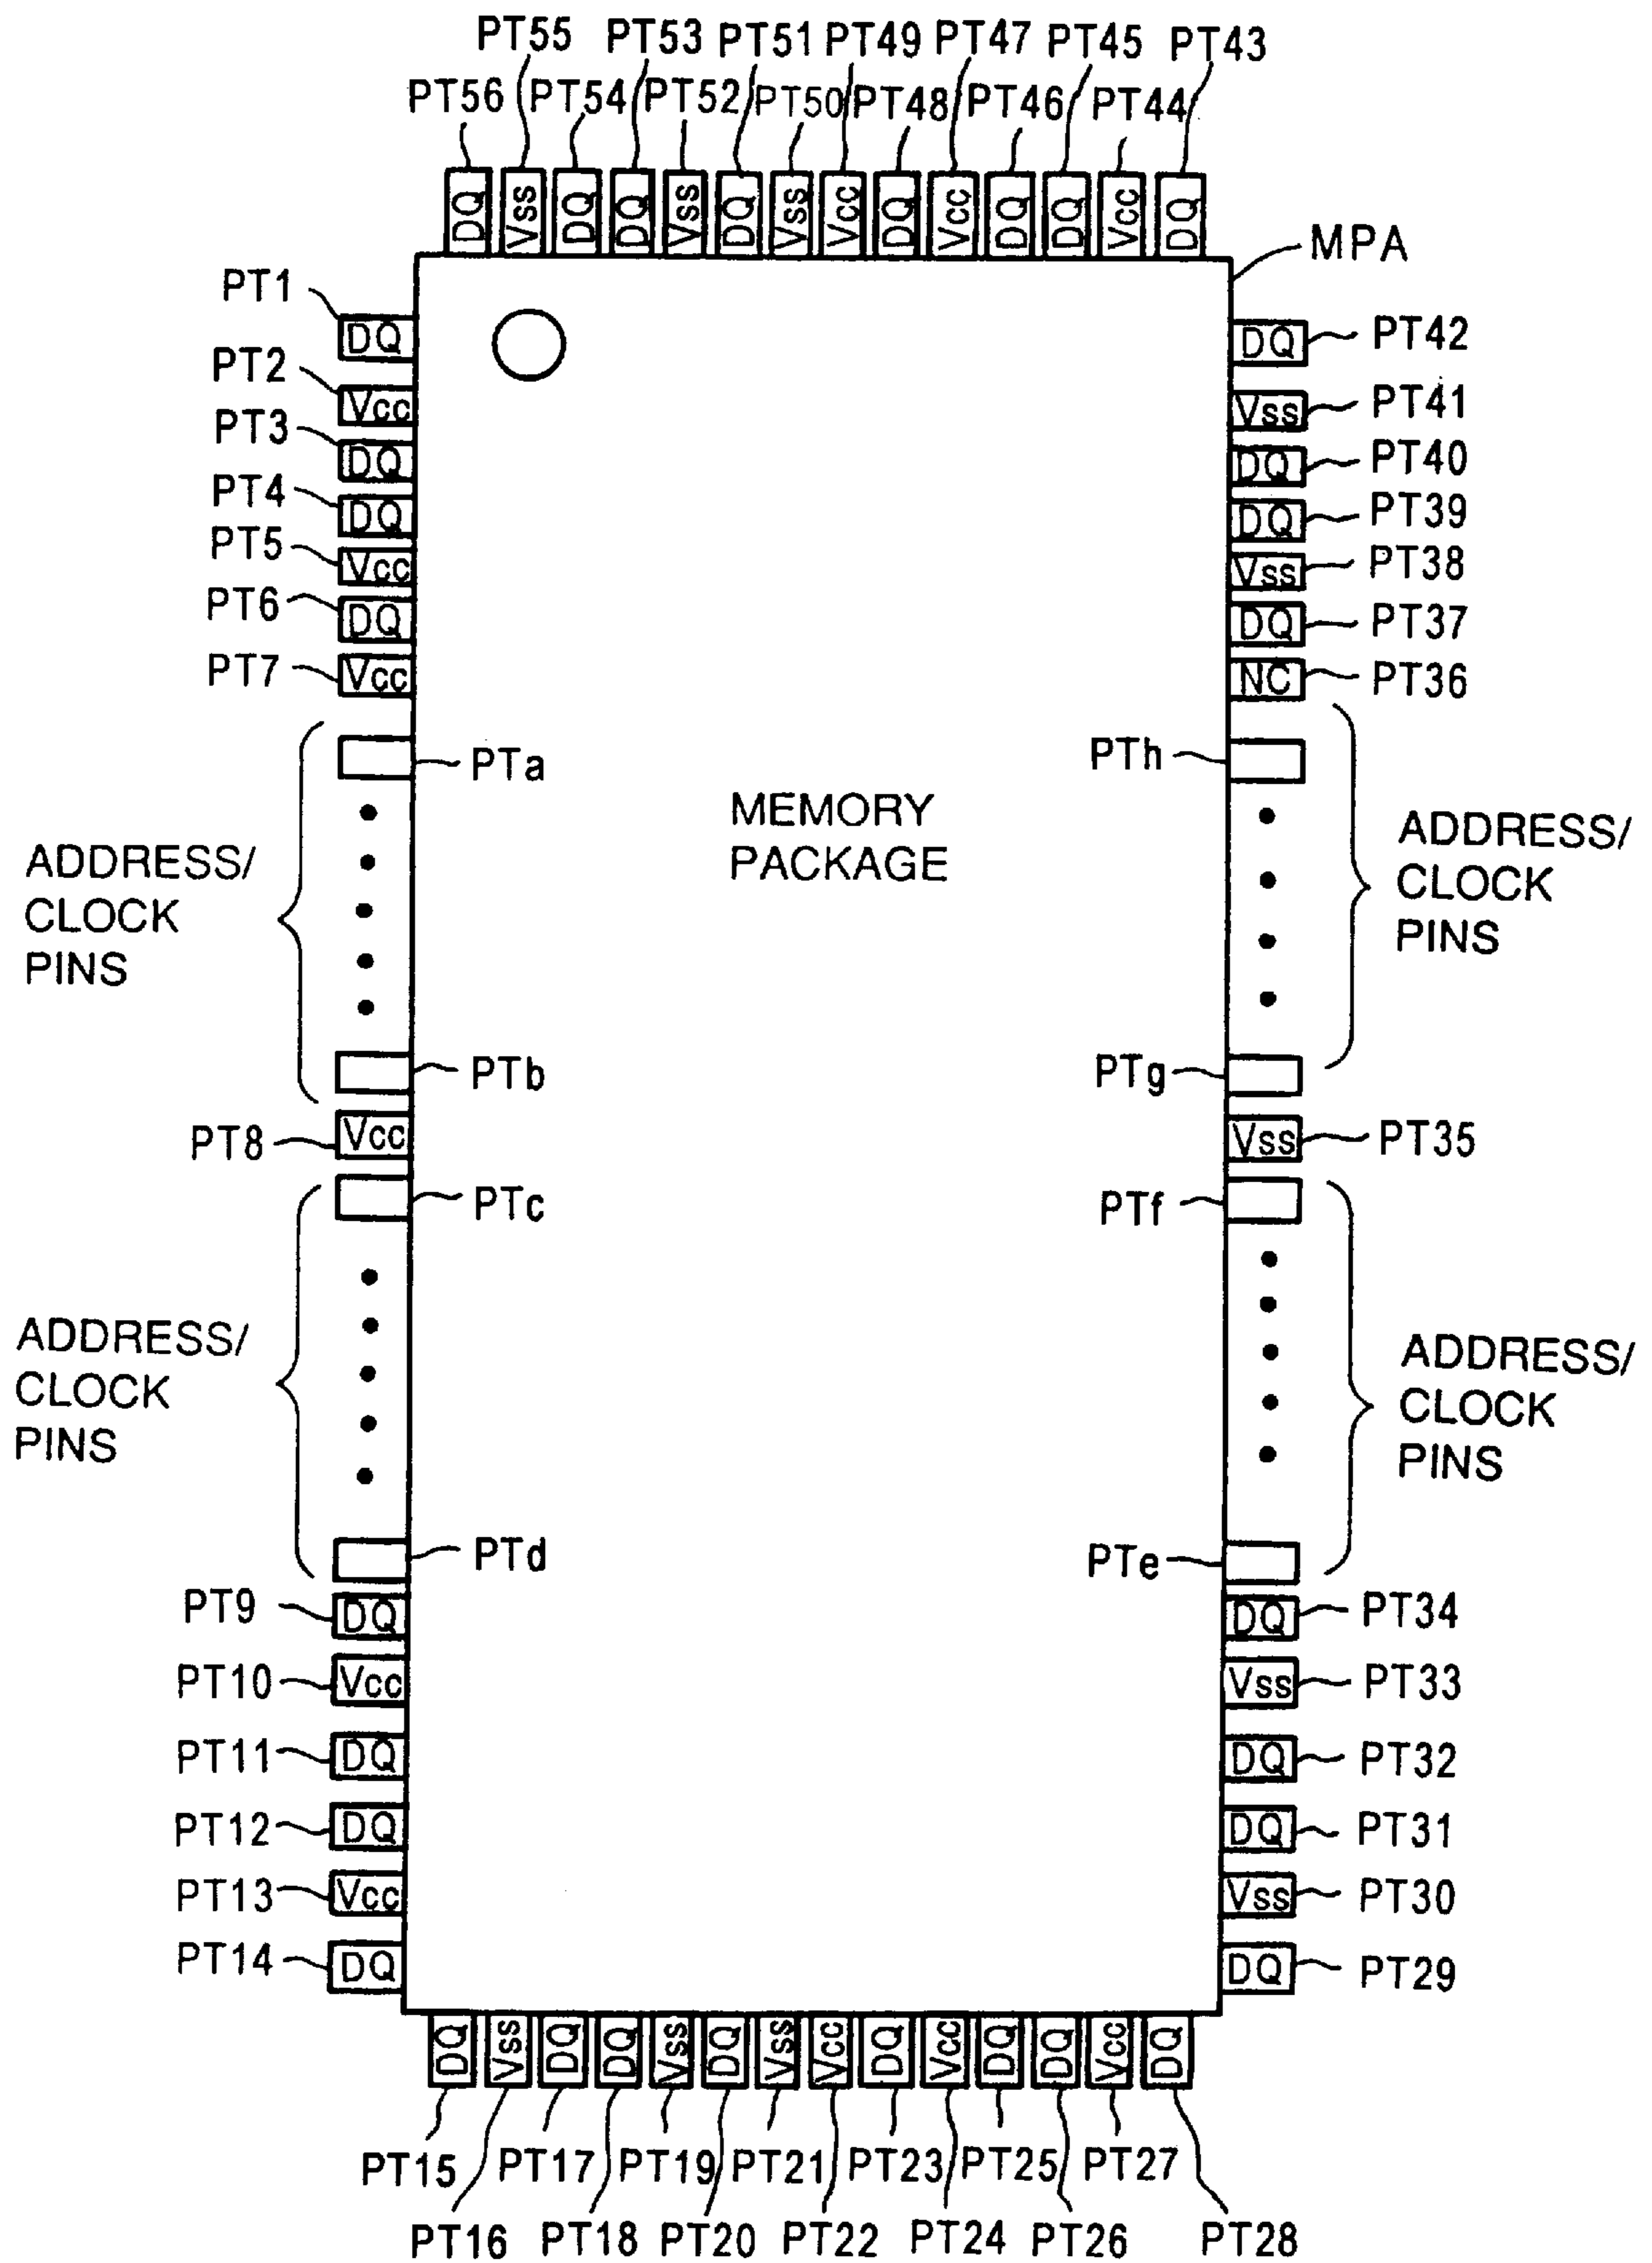 PT55 PT53 PT51 PT49 PT47 PT45 PT43
PT56 PT54 PT52 PT50 PT48 PT46 PT44
DQ Vss DQ DQ Vss DQ Vss Vcc DQ Vcc DQ DQ Vcc DQ
MPA
PT1 DQ
DQ PT42
PT2 Vcc
Vss PT41
PT3 DQ
DQ PT40
PT4 DQ
DQ PT39
PT5 Vcc
Vss PT38
PT6 DQ
DQ PT37
PT7 Vcc
NC PT36
PTa
PTh
MEMORY
PACKAGE
ADDRESS/
CLOCK
PINS
ADDRESS/
CLOCK
PINS
PTb
PTg
PT8 Vcc
Vss PT35
PTc
PTf
ADDRESS/
CLOCK
PINS
ADDRESS/
CLOCK
PINS
PTd
PTe
PT9 DQ
DQ PT34
PT10 Vcc
Vss PT33
PT11 DQ
DQ PT32
PT12 DQ
DQ PT31
PT13 Vcc
Vss PT30
PT14 DQ
DQ PT29
DQ Vss DQ DQ Vss DQ Vss Vcc DQ Vcc DQ DQ Vcc DQ
PT15 PT17 PT19 PT21 PT23 PT25 PT27
PT16 PT18 PT20 PT22 PT24 PT26 PT28